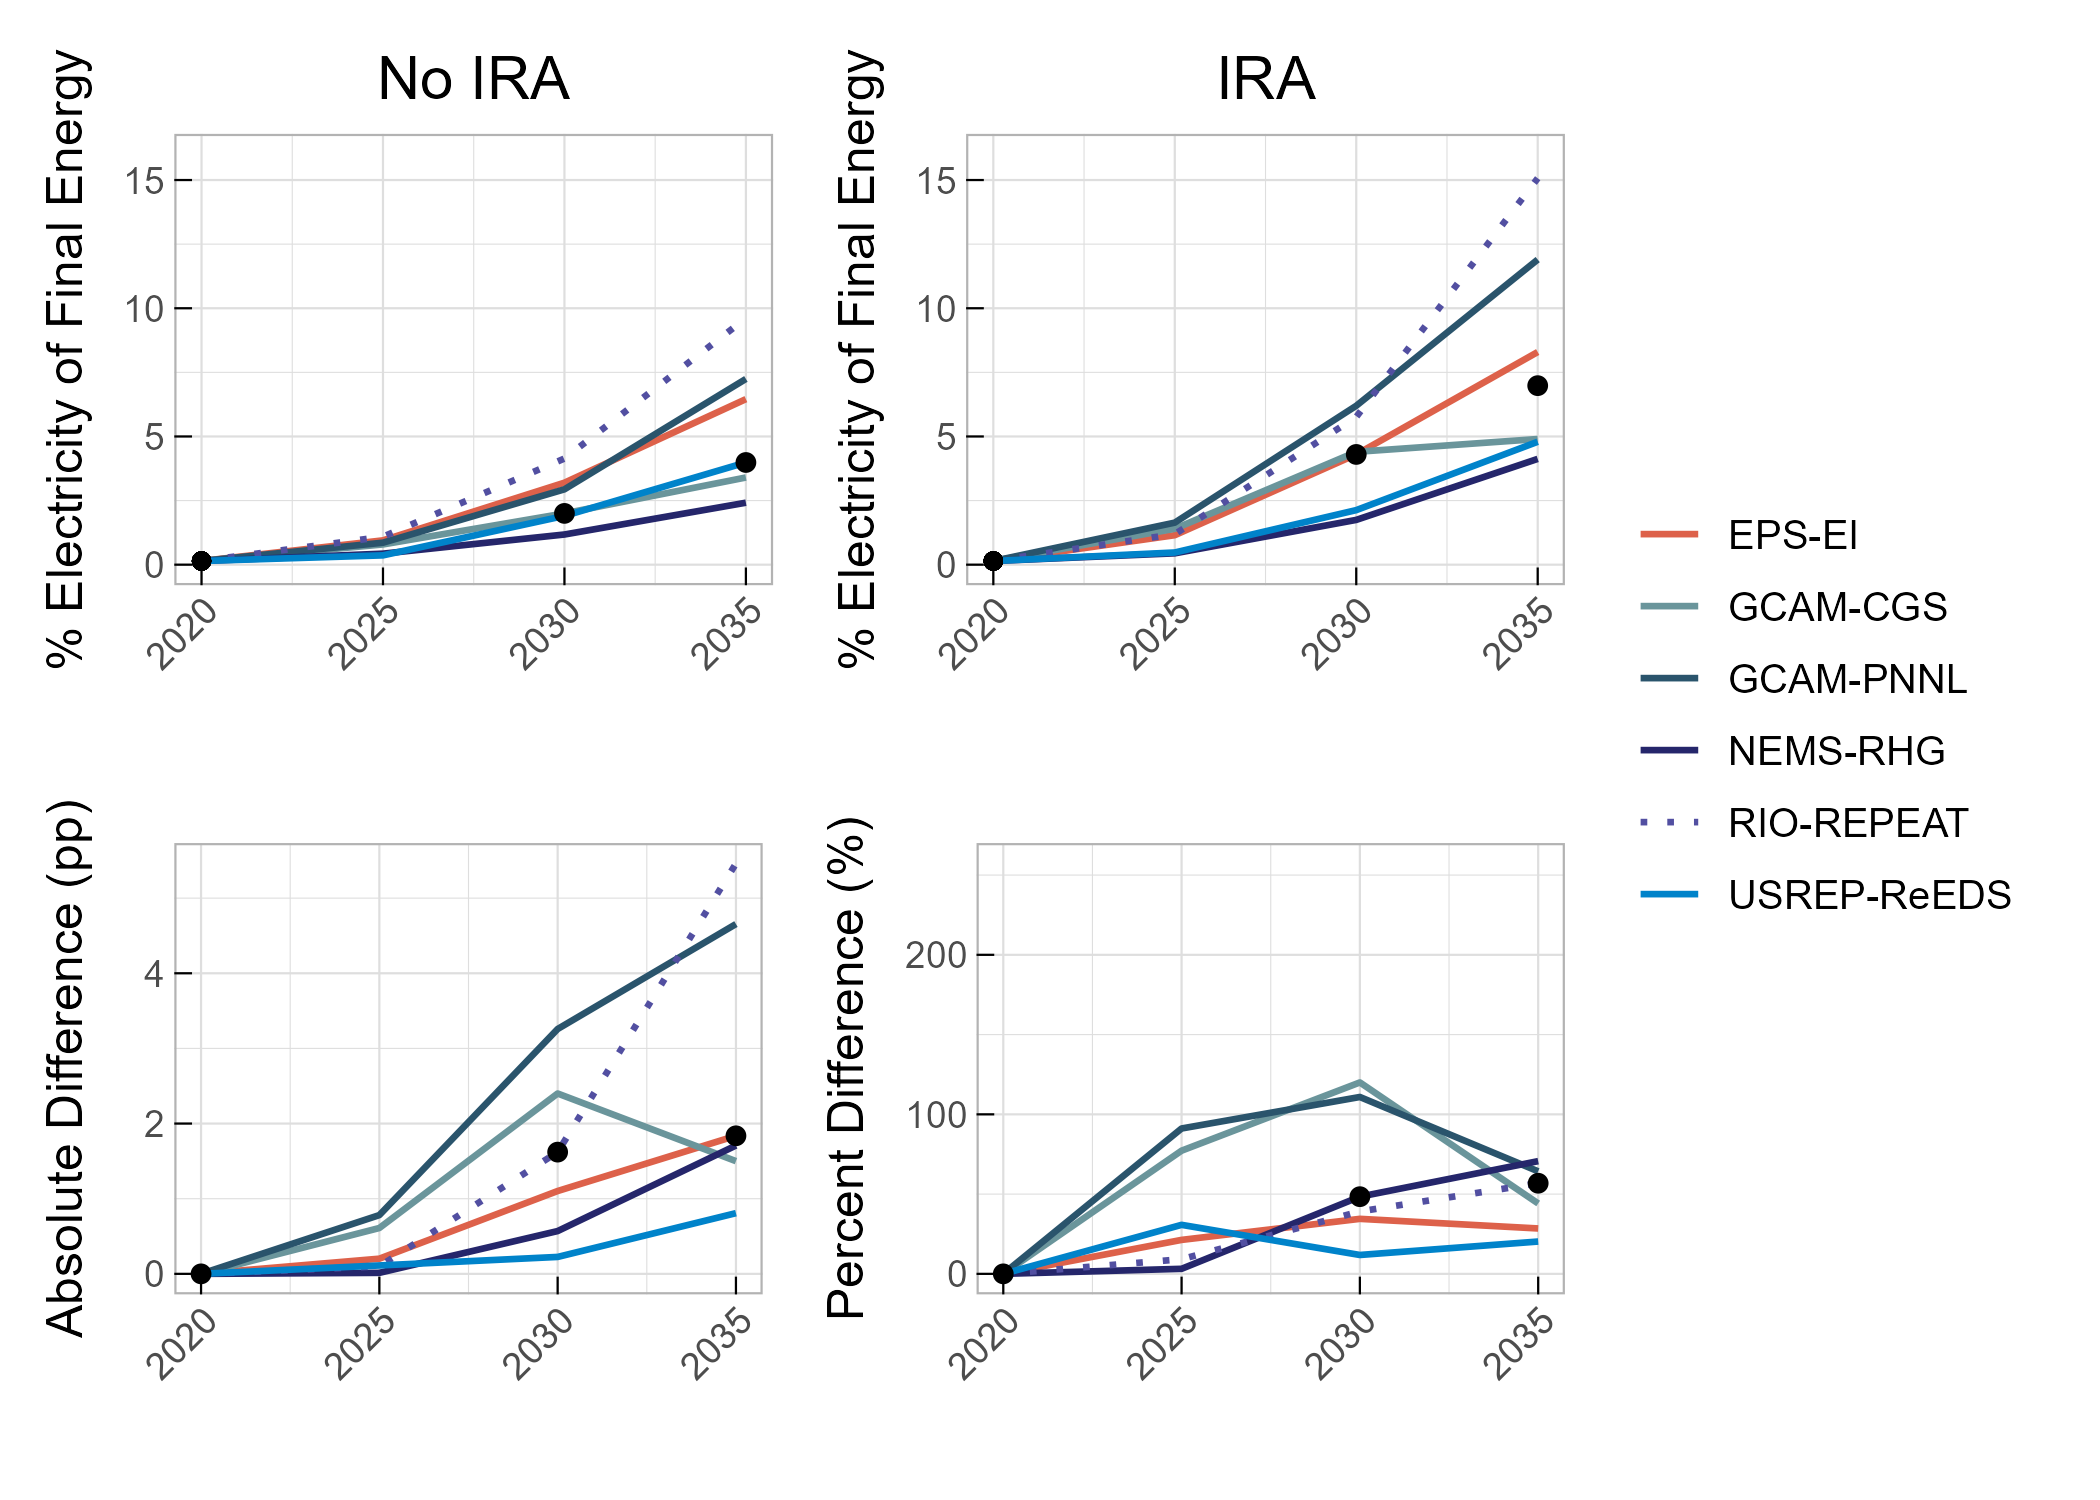 No IRA
IRA
% Electricity of Final Energy
15
10
5
0
2020
2025
2030
2035
% Electricity of Final Energy
15
10
5
0
2020
2025
2030
2035
EPS-EI
GCAM-CGS
GCAM-PNNL
NEMS-RHG
RIO-REPEAT
USREP-ReEDS
Absolute Difference (pp)
4
2
0
2020
2025
2030
2035
Percent Difference (%)
200
100
0
2020
2025
2030
2035